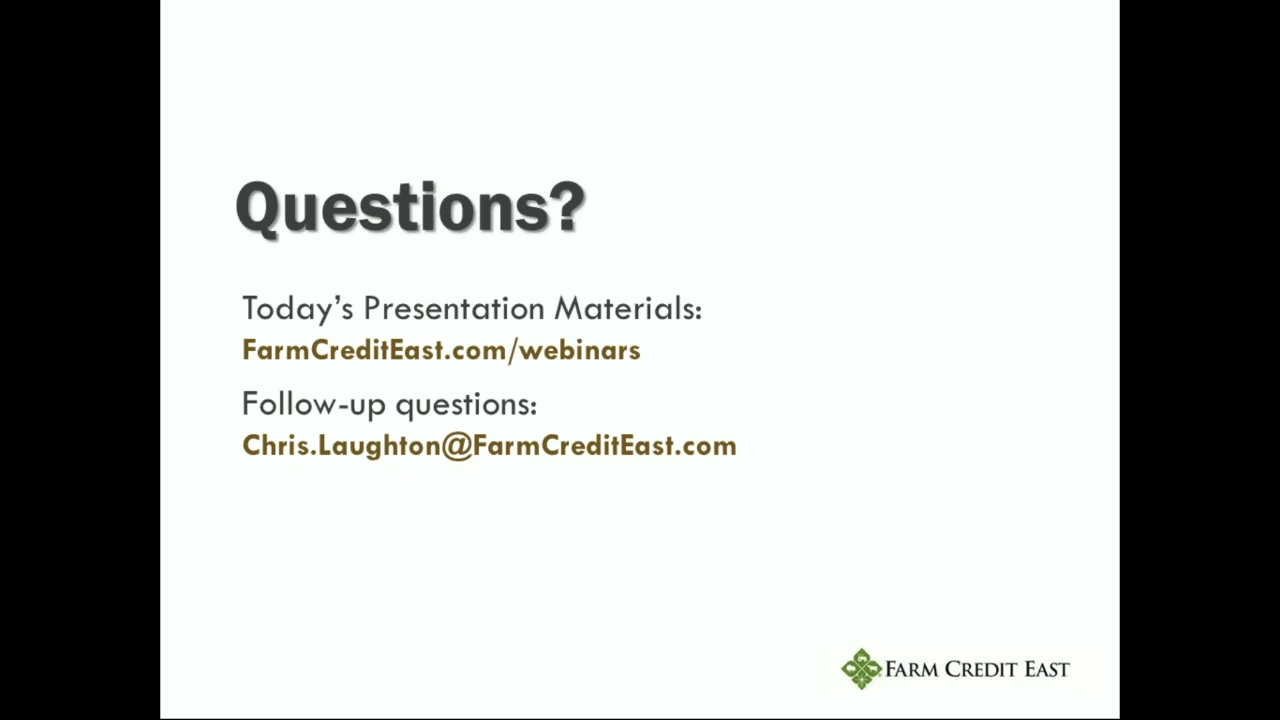 Questions?
Today's Presentation Materials:
FarmCreditEast.com/webinars
Follow-up questions:
Chris.Laughton@FarmCreditEast.com
FARM CREDIT EAST